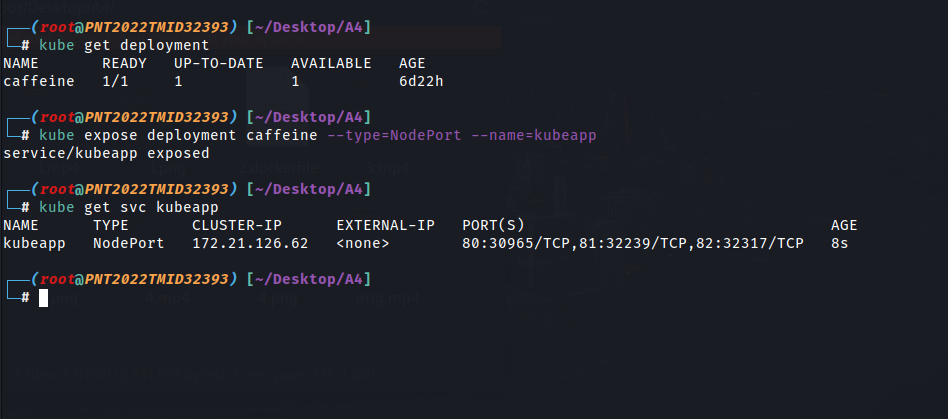 (root@PNT2022TMID32393) [~/Desktop/A4]
# kube get deployment
NAME READY UP-TO-DATE AVAILABLE AGE
caffeine 1/1 1 1 6d22h
(root@PNT2022TMID32393) [~/Desktop/A4]
# kube expose deployment caffeine --type=NodePort --name=kubeapp
service/kubeapp exposed
(root@PNT2022TMID32393) [~/Desktop/A4]
# kube get svc kubeapp
NAME TYPE CLUSTER-IP EXTERNAL-IP PORT(S) AGE
kubeapp NodePort 172.21.126.62 <none> 80:30965/TCP,81:32239/TCP,82:32317/TCP 8s
(root@PNT2022TMID32393) [~/Desktop/A4]
#